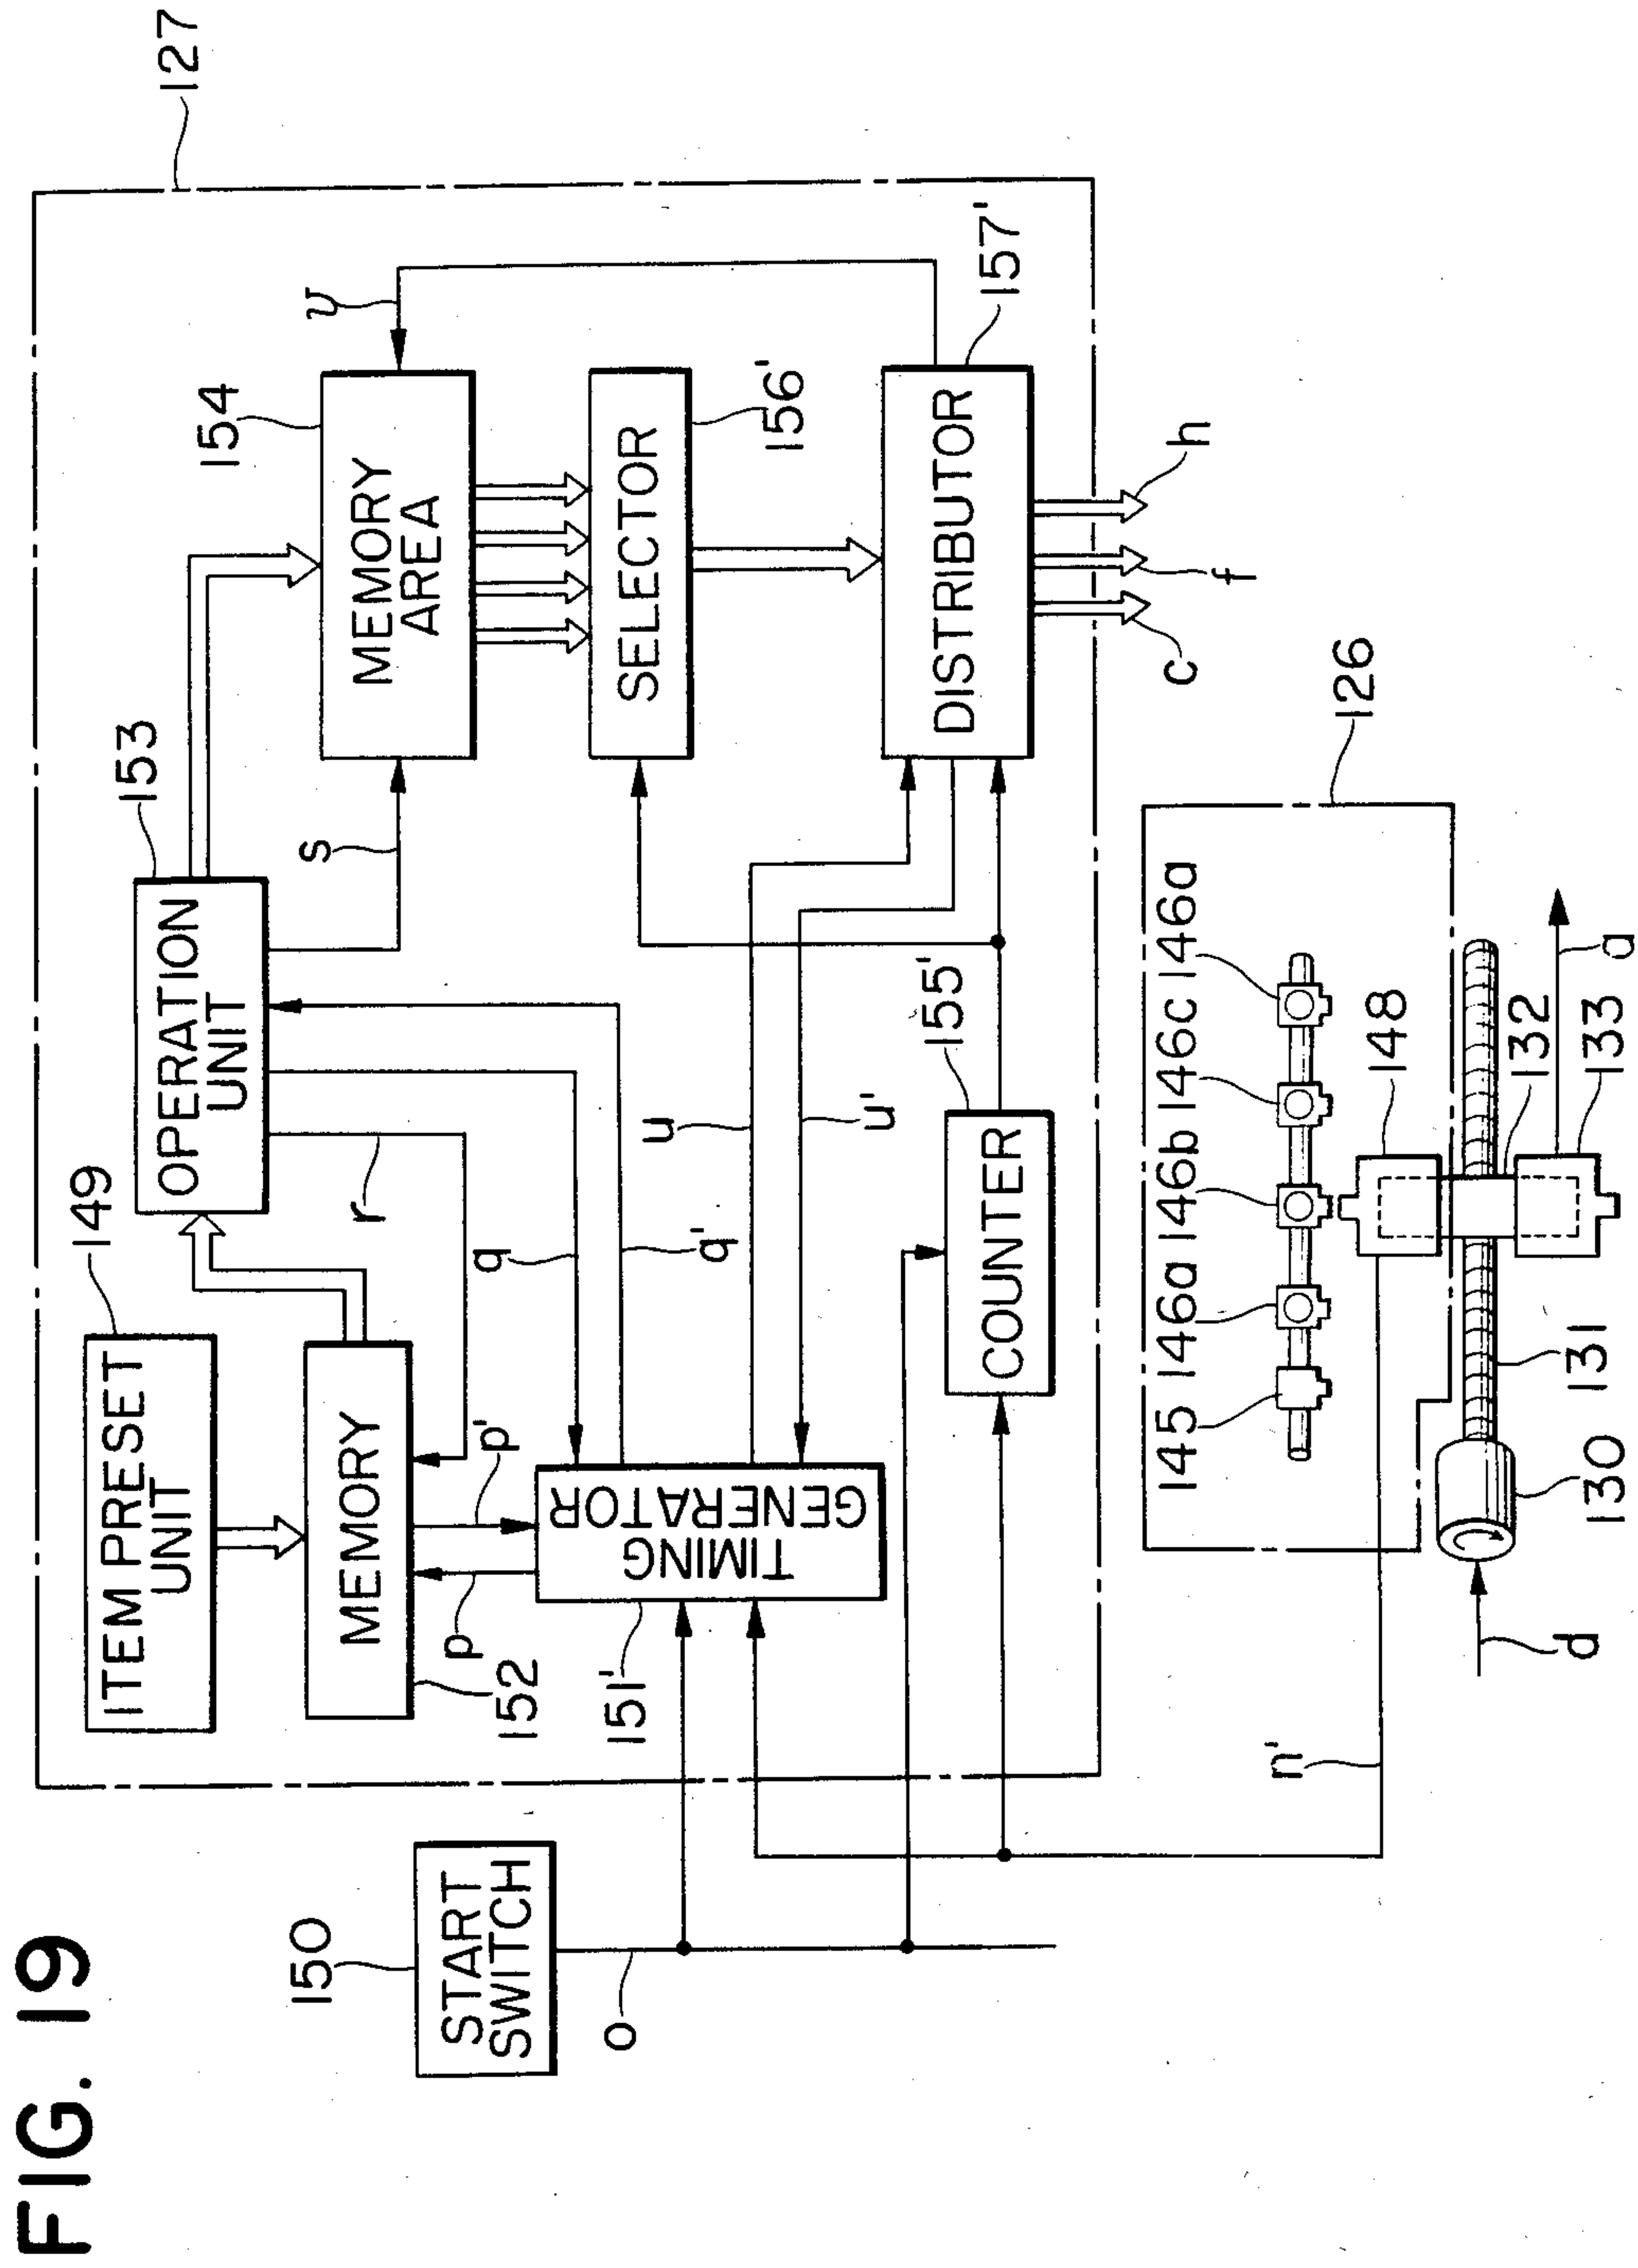 FIG. 19
127
ITEM PRESET
UNIT
149
OPERATION
UNIT
153
MEMORY
AREA
154
υ
MEMORY
152
r
s
p
p'
q
q'
TIMING
GENERATOR
151'
SELECTOR
156'
u
u'
START
SWITCH
150
o
COUNTER
155'
DISTRIBUTOR
157'
c
f
h
126
145
146a
146b
146c
146a
148
n'
130
131
132
133
d
a